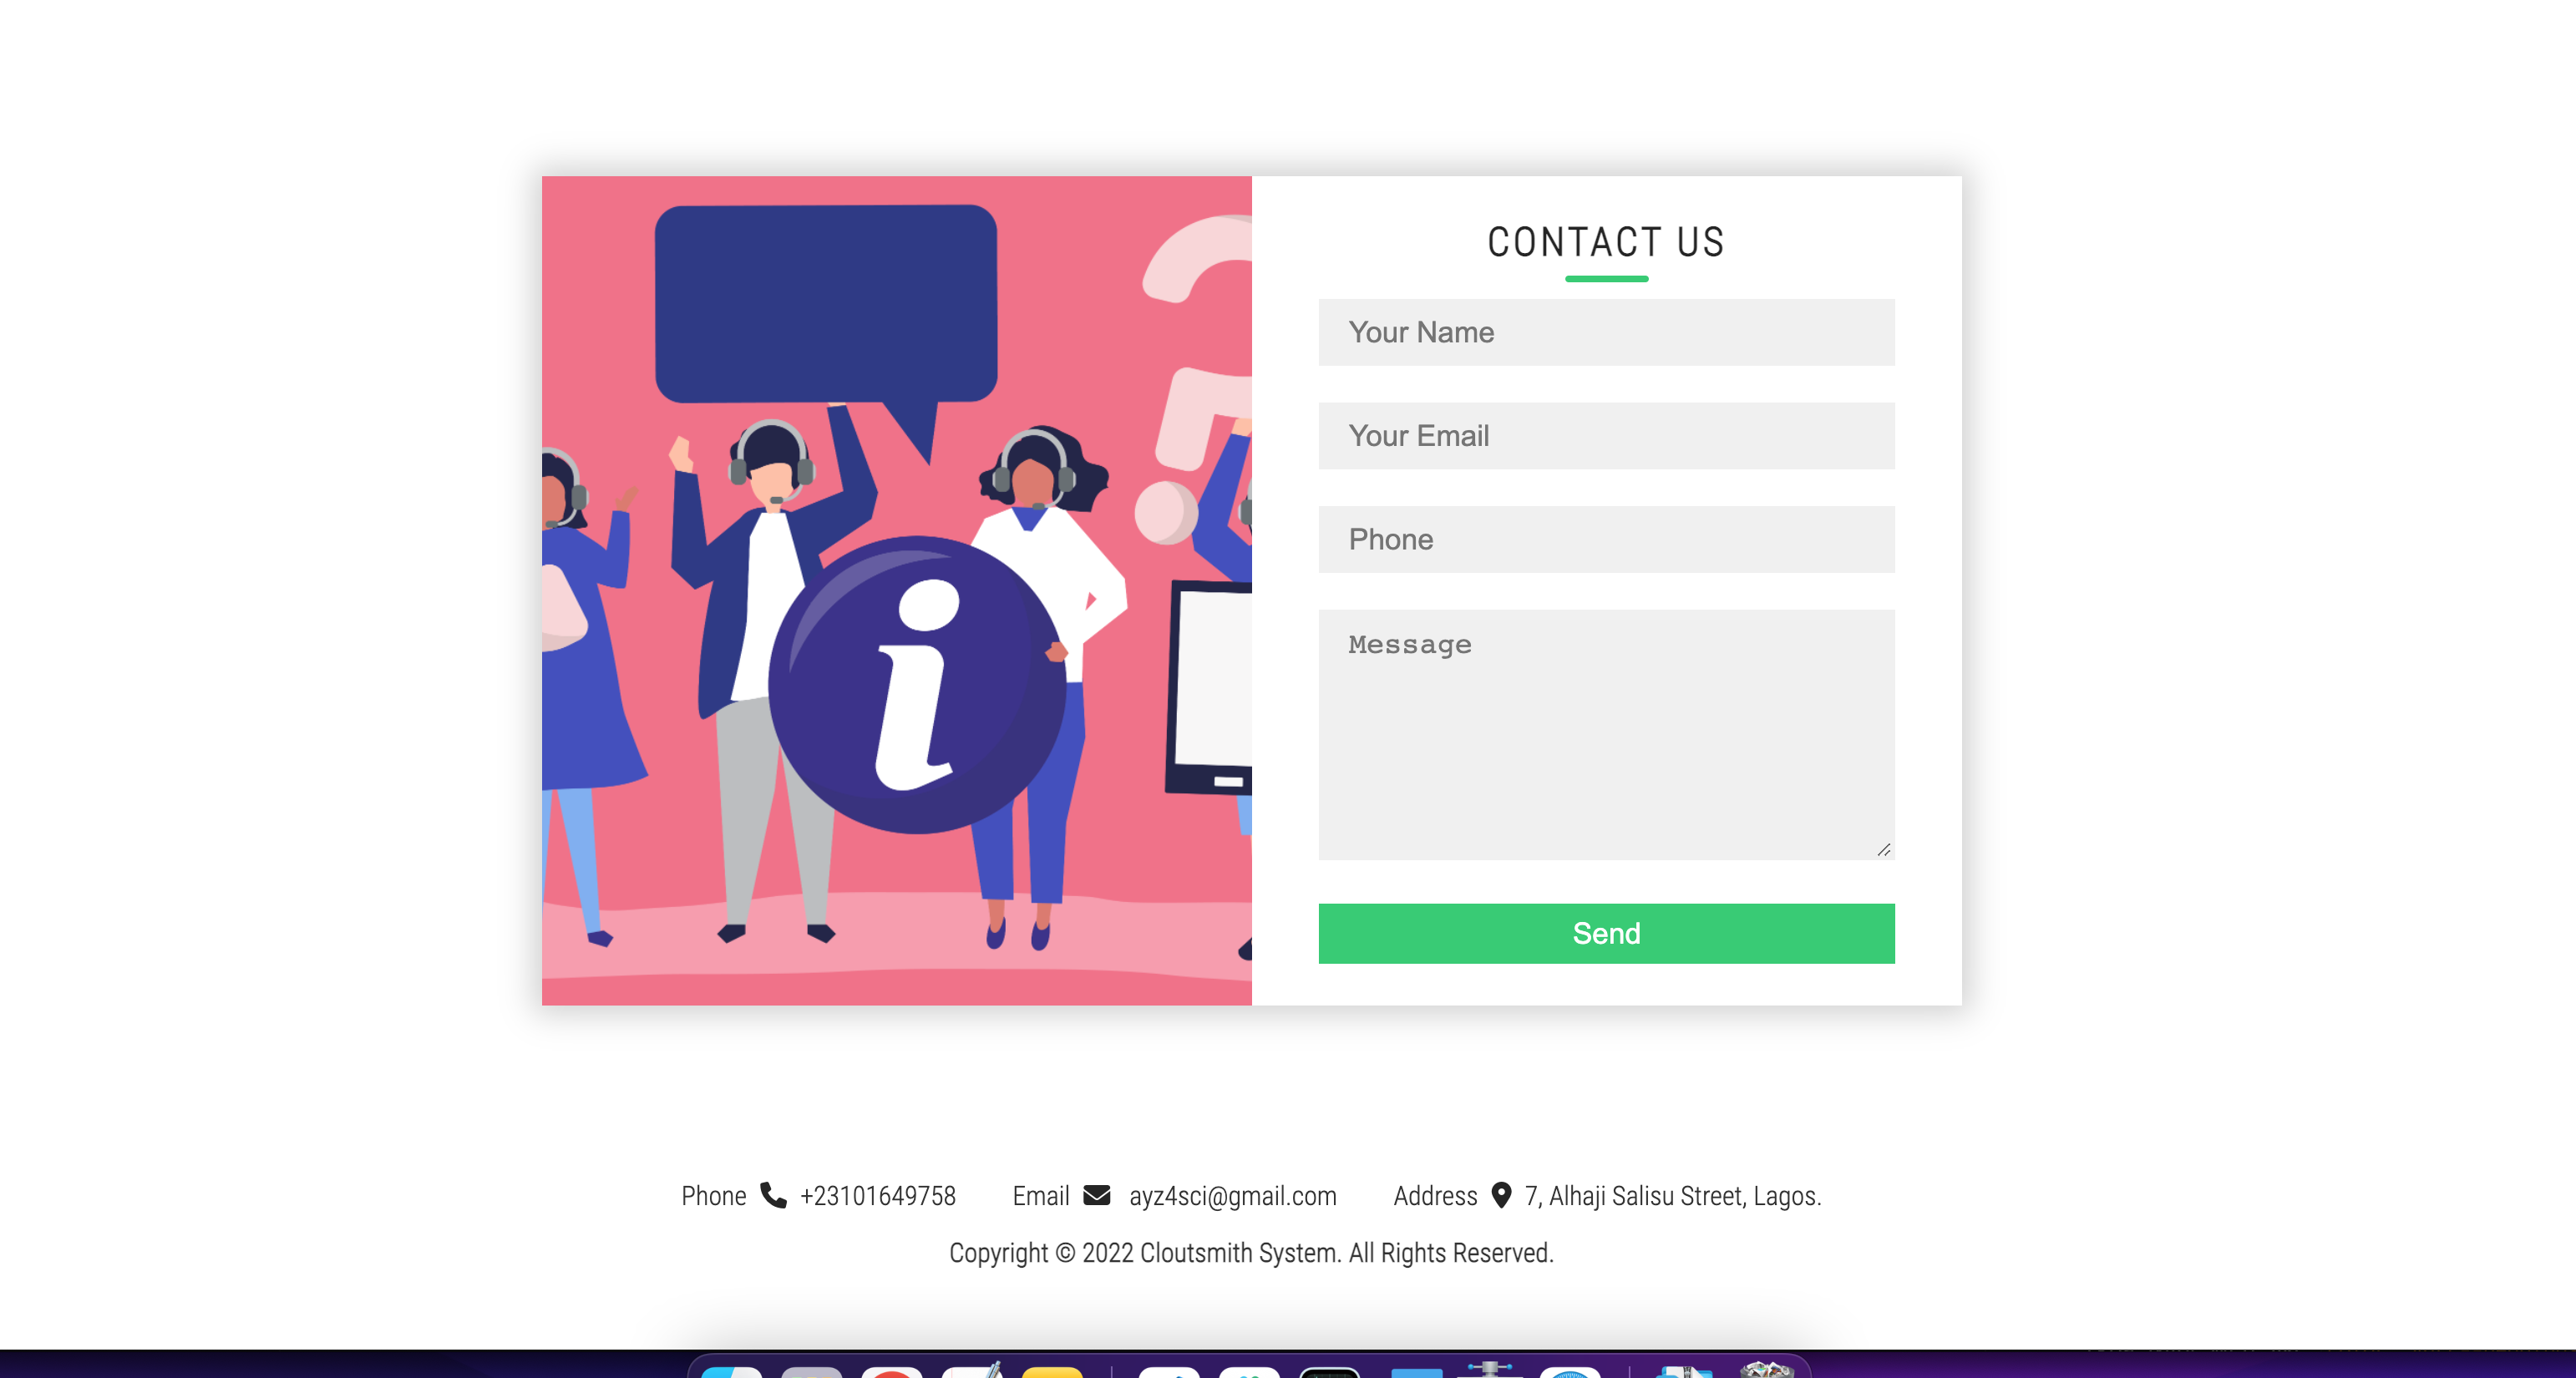 CONTACT US
Your Name
Your Email
Phone
Message
Send
i
Phone +23101649758 Email ayz4sci@gmail.com Address 7, Alhaji Salisu Street, Lagos.
Copyright © 2022 Cloutsmith System. All Rights Reserved.